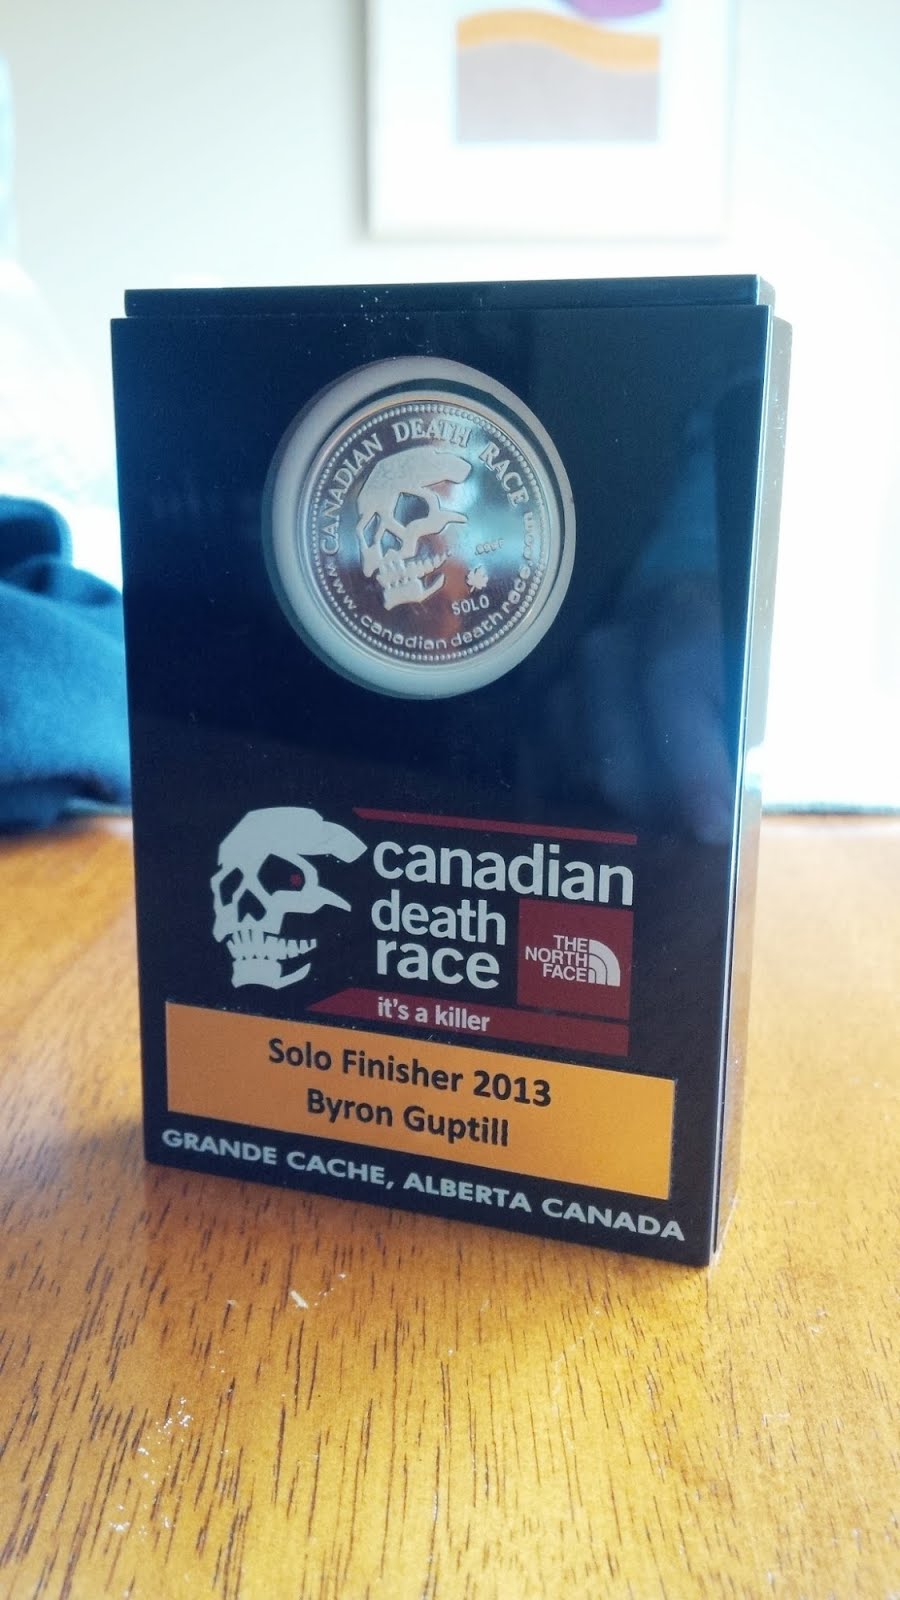 CANADIAN DEATH RACE
SOLO
www.canadiandeathrace.com
canadian
death
race
THE
NORTH
FACE
it's a killer
Solo Finisher 2013
Byron Guptill
GRANDE CACHE, ALBERTA CANADA